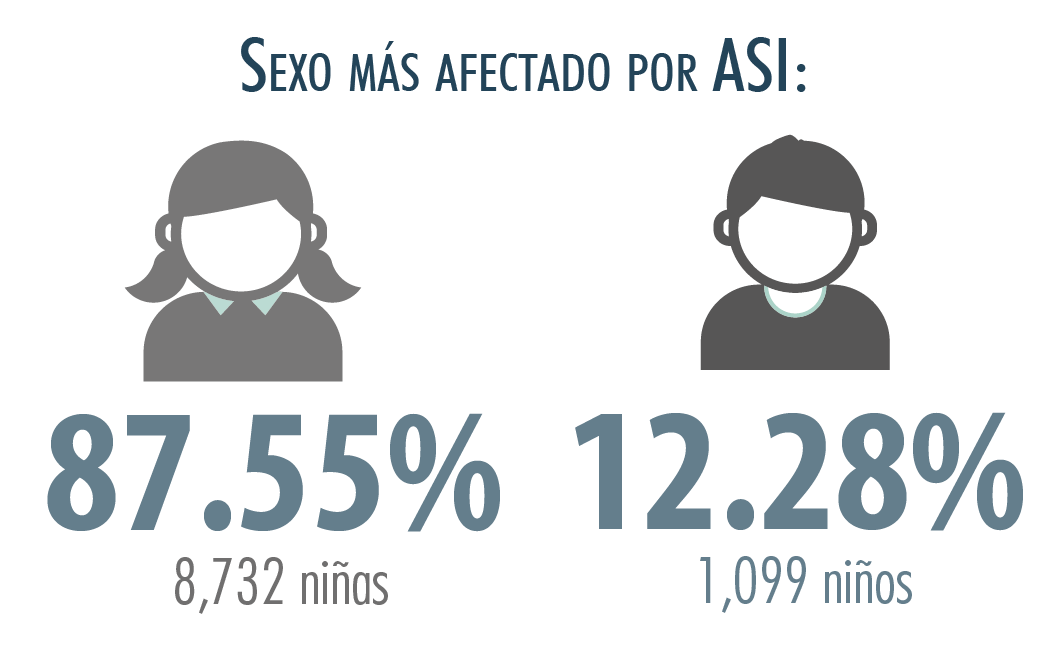 Sexo más afectado por ASI:
87.55% 12.28%
8,732 niñas 1,099 niños